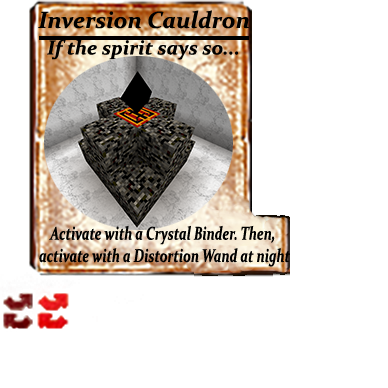 Inversion Cauldron
If the spirit says so...
Activate with a Crystal Binder. Then,
activate with a Distortion Wand at night